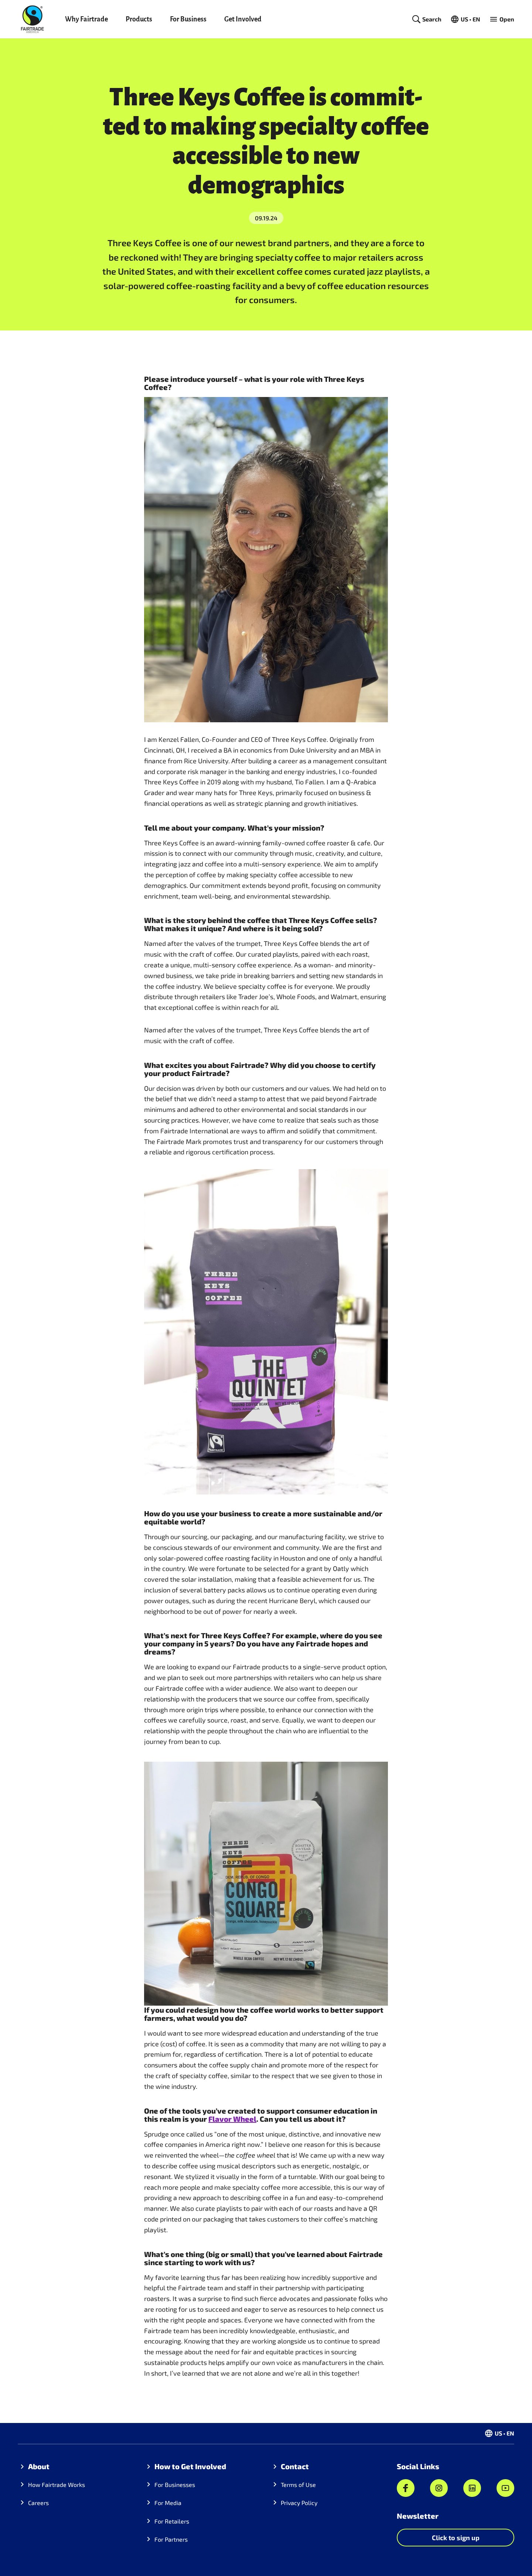 FAIRTRADE
Why Fairtrade
Products
For Business
Get Involved
Search
US • EN
Open
Three Keys Coffee is commit-
ted to making specialty coffee
accessible to new
demographics
09.19.24
Three Keys Coffee is one of our newest brand partners, and they are a force to
be reckoned with! They are bringing specialty coffee to major retailers across
the United States, and with their excellent coffee comes curated jazz playlists, a
solar-powered coffee-roasting facility and a bevy of coffee education resources
for consumers.
Please introduce yourself – what is your role with Three Keys
Coffee?
I am Kenzel Fallen, Co-Founder and CEO of Three Keys Coffee. Originally from
Cincinnati, OH, I received a BA in economics from Duke University and an MBA in
finance from Rice University. After building a career as a management consultant
and corporate risk manager in the banking and energy industries, I co-founded
Three Keys Coffee in 2019 along with my husband, Tio Fallen. I am a Q-Arabica
Grader and wear many hats for Three Keys, primarily focused on business &
financial operations as well as strategic planning and growth initiatives.
Tell me about your company. What's your mission?
Three Keys Coffee is an award-winning family-owned coffee roaster & cafe. Our
mission is to connect with our community through music, creativity, and culture,
integrating jazz and coffee into a multi-sensory experience. We aim to amplify
the perception of coffee by making specialty coffee accessible to new
demographics. Our commitment extends beyond profit, focusing on community
enrichment, team well-being, and environmental stewardship.
What is the story behind the coffee that Three Keys Coffee sells?
What makes it unique? And where is it being sold?
Named after the valves of the trumpet, Three Keys Coffee blends the art of
music with the craft of coffee. Our curated playlists, paired with each roast,
create a unique, multi-sensory coffee experience. As a woman- and minority-
owned business, we take pride in breaking barriers and setting new standards in
the coffee industry. We believe specialty coffee is for everyone. We proudly
distribute through retailers like Trader Joe's, Whole Foods, and Walmart, ensuring
that exceptional coffee is within reach for all.
Named after the valves of the trumpet, Three Keys Coffee blends the art of
music with the craft of coffee.
What excites you about Fairtrade? Why did you choose to certify
your product Fairtrade?
Our decision was driven by both our customers and our values. We had held on to
the belief that we didn't need a stamp to attest that we paid beyond Fairtrade
minimums and adhered to other environmental and social standards in our
sourcing practices. However, we have come to realize that seals such as those
from Fairtrade International are ways to affirm and solidify that commitment.
The Fairtrade Mark promotes trust and transparency for our customers through
a reliable and rigorous certification process.
THREE
KEYS
COFFEE
THE
QUINTET
How do you use your business to create a more sustainable and/or
equitable world?
Through our sourcing, our packaging, and our manufacturing facility, we strive to
be conscious stewards of our environment and community. We are the first and
only solar-powered coffee roasting facility in Houston and one of only a handful
in the country. We were fortunate to be selected for a grant by Oatly which
covered the solar installation, making that a feasible achievement for us. The
inclusion of several battery packs allows us to continue operating even during
power outages, such as during the recent Hurricane Beryl, which caused our
neighborhood to be out of power for nearly a week.
What's next for Three Keys Coffee? For example, where do you see
your company in 5 years? Do you have any Fairtrade hopes and
dreams?
We are looking to expand our Fairtrade products to a single-serve product option,
and we plan to seek out more partnerships with retailers who can help us share
our Fairtrade coffee with a wider audience. We also want to deepen our
relationship with the producers that we source our coffee from, specifically
through more origin trips where possible, to enhance our connection with the
coffees we carefully source, roast, and serve. Equally, we want to deepen our
relationship with the people throughout the chain who are influential to the
journey from bean to cup.
THREE
KEYS
COFFEE
CONGO
SQUARE
If you could redesign how the coffee world works to better support
farmers, what would you do?
I would want to see more widespread education and understanding of the true
price (cost) of coffee. It is seen as a commodity that many are not willing to pay a
premium for, regardless of certification. There is a lot of potential to educate
consumers about the coffee supply chain and promote more of the respect for
the craft of specialty coffee, similar to the respect that we see given to those in
the wine industry.
One of the tools you've created to support consumer education in
this realm is your Flavor Wheel. Can you tell us about it?
Sprudge once called us "one of the most unique, distinctive, and innovative new
coffee companies in America right now." I believe one reason for this is because
we reinvented the wheel—the coffee wheel that is! We came up with a new way
to describe coffee using musical descriptors such as energetic, nostalgic, or
resonant. We stylized it visually in the form of a turntable. With our goal being to
reach more people and make specialty coffee more accessible, this is our way of
providing a new approach to describing coffee in a fun and easy-to-comprehend
manner. We also curate playlists to pair with each of our roasts and have a QR
code printed on our packaging that takes customers to their coffee's matching
playlist.
What's one thing (big or small) that you've learned about Fairtrade
since starting to work with us?
My favorite learning thus far has been realizing how incredibly supportive and
helpful the Fairtrade team and staff in their partnership with participating
roasters. It was a surprise to find such fierce advocates and passionate folks who
are rooting for us to succeed and eager to serve as resources to help connect us
with the right people and spaces. Everyone we have connected with from the
Fairtrade team has been incredibly knowledgeable, enthusiastic, and
encouraging. Knowing that they are working alongside us to continue to spread
the message about the need for fair and equitable practices in sourcing
sustainable products helps amplify our own voice as manufacturers in the chain.
In short, I've learned that we are not alone and we're all in this together!
US • EN
About
How Fairtrade Works
Careers
How to Get Involved
For Businesses
For Media
For Retailers
For Partners
Contact
Terms of Use
Privacy Policy
Social Links
Newsletter
Click to sign up